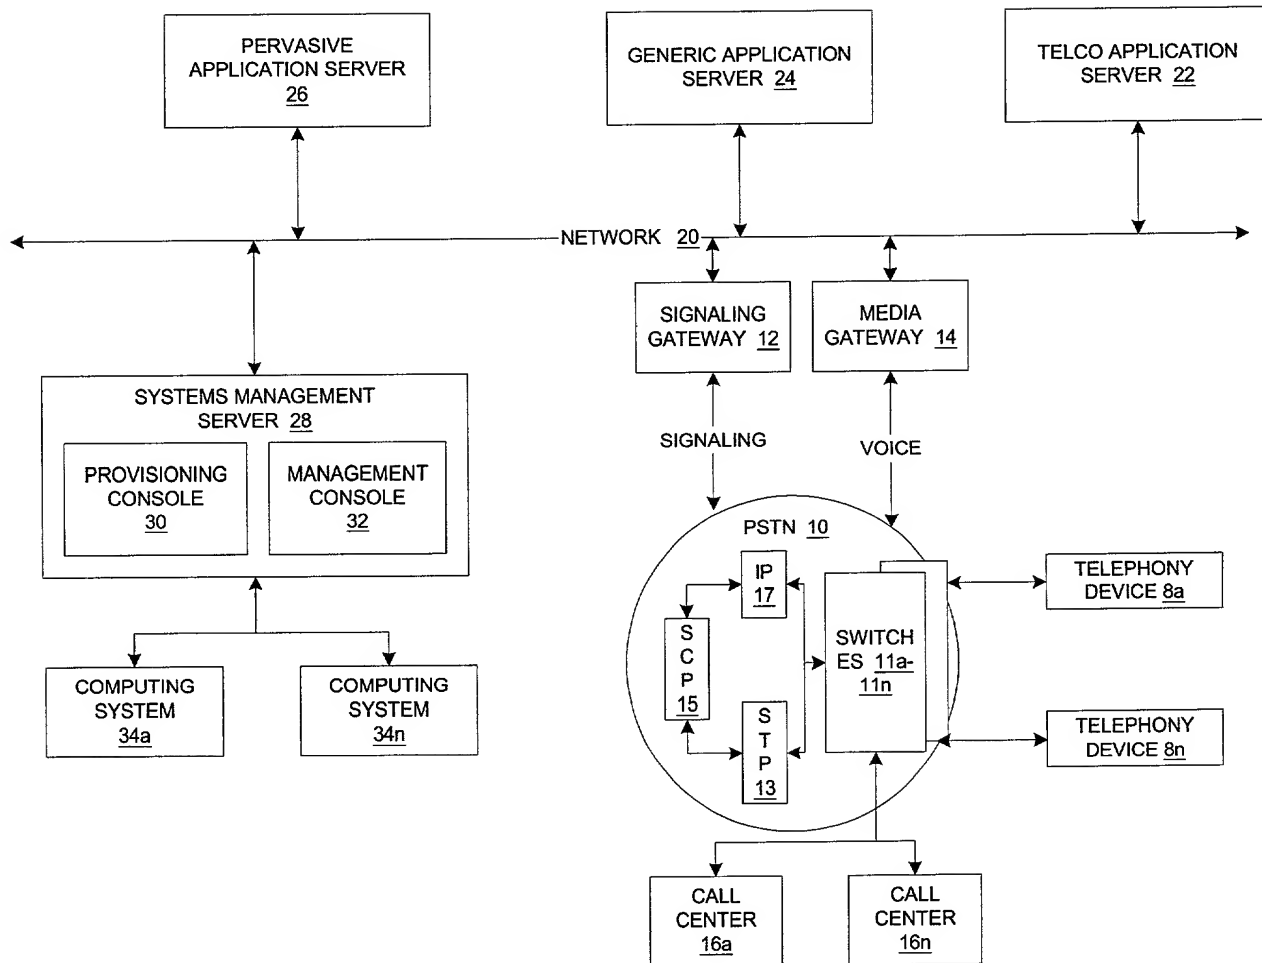 PERVASIVE
APPLICATION SERVER
26
GENERIC APPLICATION
SERVER 24
TELCO APPLICATION
SERVER 22
NETWORK 20
SIGNALING
GATEWAY 12
MEDIA
GATEWAY 14
SYSTEMS MANAGEMENT
SERVER 28
PROVISIONING
CONSOLE
30
MANAGEMENT
CONSOLE
32
SIGNALING
VOICE
PSTN 10
IP
17
S
C
P
15
S
T
P
13
SWITCH
ES 11a-
11n
TELEPHONY
DEVICE 8a
TELEPHONY
DEVICE 8n
COMPUTING
SYSTEM
34a
COMPUTING
SYSTEM
34n
CALL
CENTER
16a
CALL
CENTER
16n